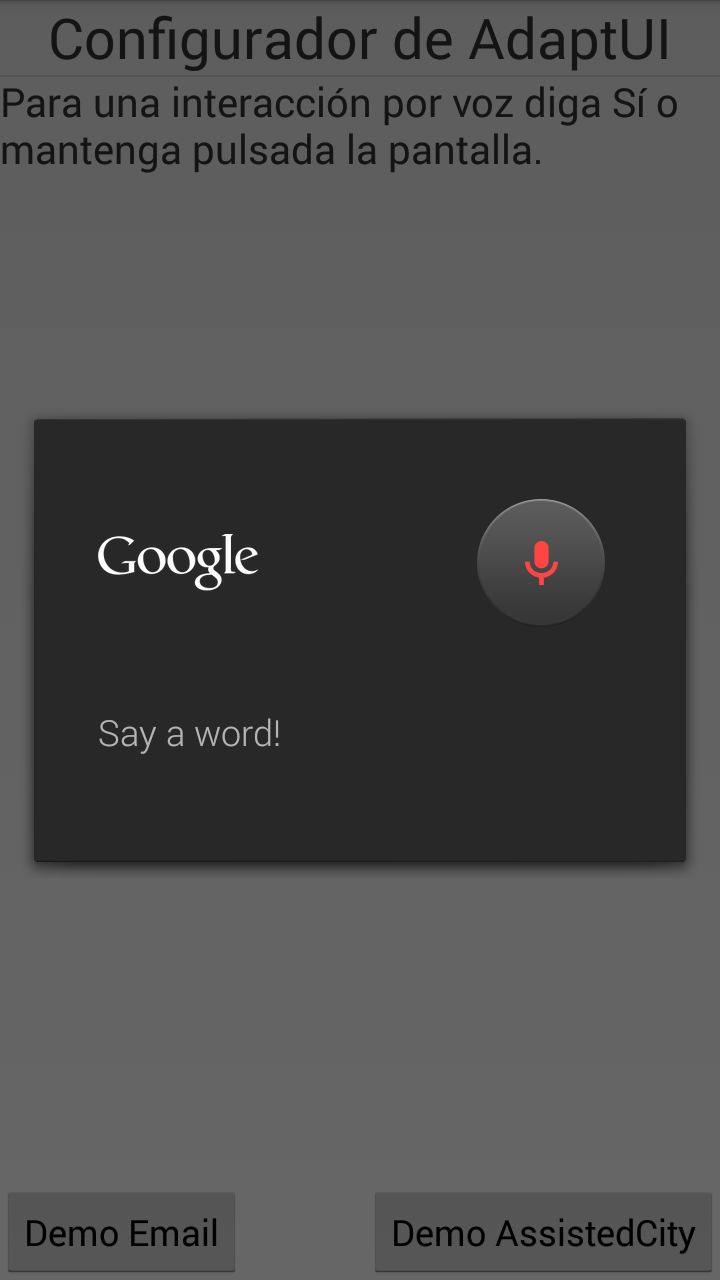 Configurador de AdaptUI
Para una interacción por voz diga Sí o
mantenga pulsada la pantalla.
Google
Say a word!
Demo Email
Demo AssistedCity